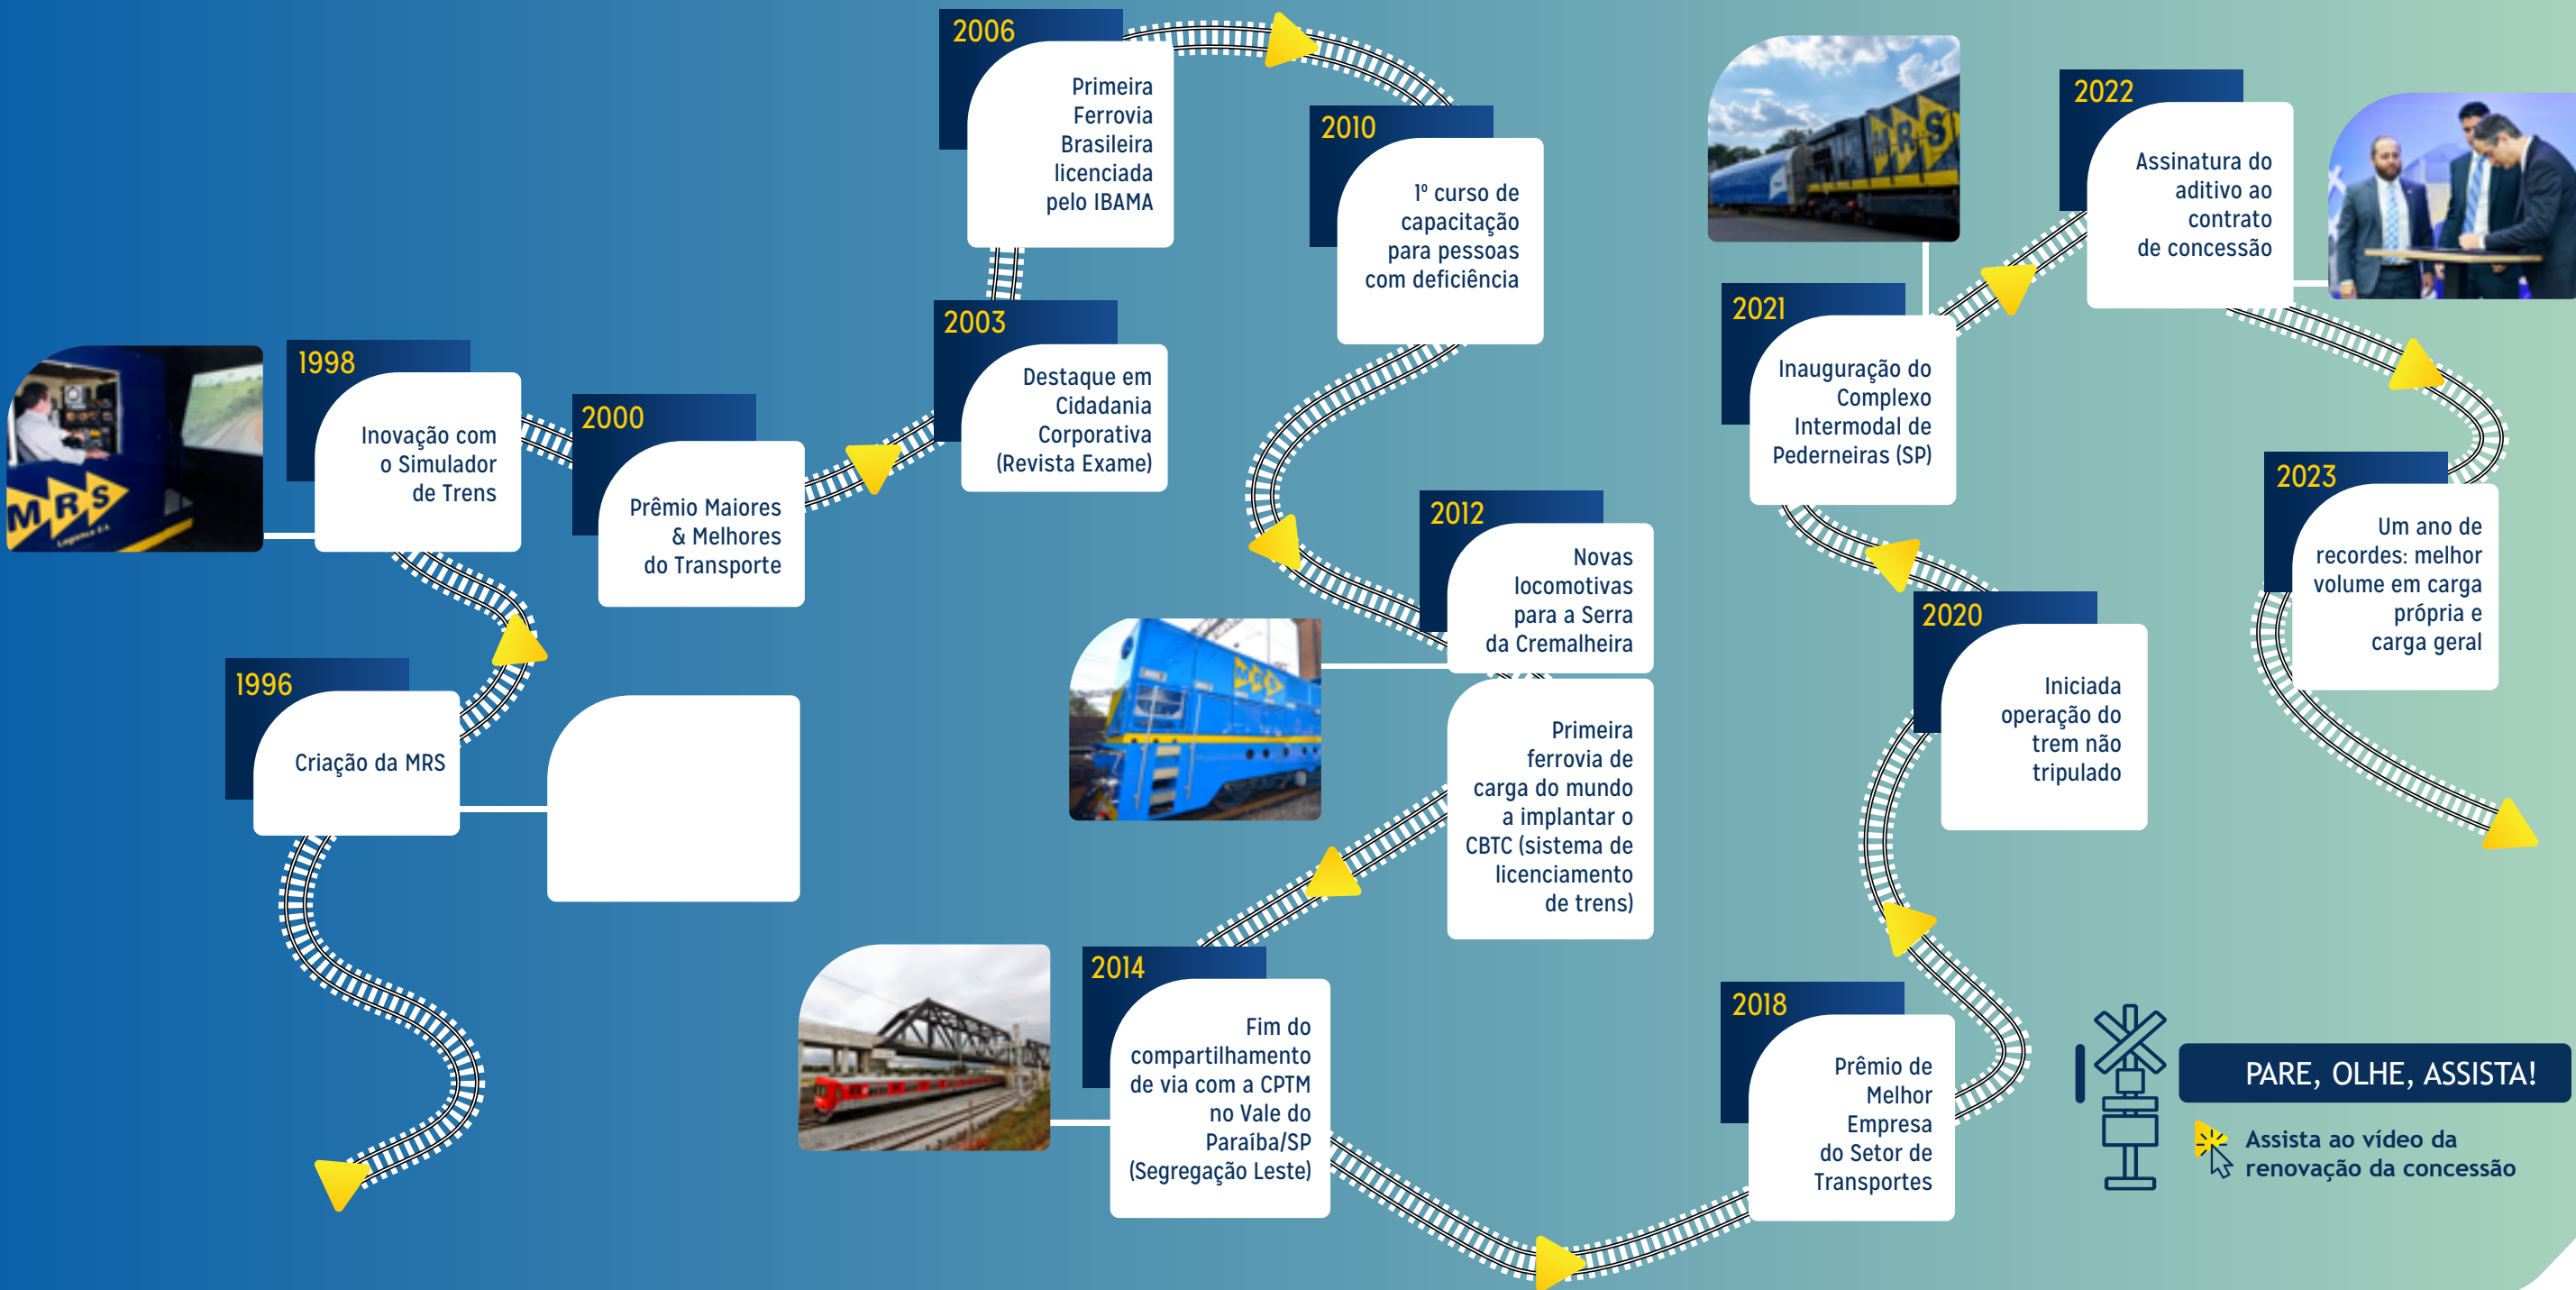 1996
Criação da MRS
1998
Inovação com
o Simulador
de Trens
MRS
Logística S.A.
2000
Prêmio Maiores
& Melhores
do Transporte
2003
Destaque em
Cidadania
Corporativa
(Revista Exame)
2006
Primeira
Ferrovia
Brasileira
licenciada
pelo IBAMA
2010
1º curso de
capacitação
para pessoas
com deficiência
2012
Novas
locomotivas
para a Serra
da Cremalheira
MRS
Primeira
ferrovia de
carga do mundo
a implantar o
CBTC (sistema de
licenciamento
de trens)
2014
Fim do
compartilhamento
de via com a CPTM
no Vale do
Paraíba/SP
(Segregação Leste)
2018
Prêmio de
Melhor
Empresa
do Setor de
Transportes
2020
Iniciada
operação do
trem não
tripulado
2021
Inauguração do
Complexo
Intermodal de
Pederneiras (SP)
MRS
2022
Assinatura do
aditivo ao
contrato
de concessão
2023
Um ano de
recordes: melhor
volume em carga
própria e
carga geral
PARE, OLHE, ASSISTA!
Assista ao vídeo da
renovação da concessão